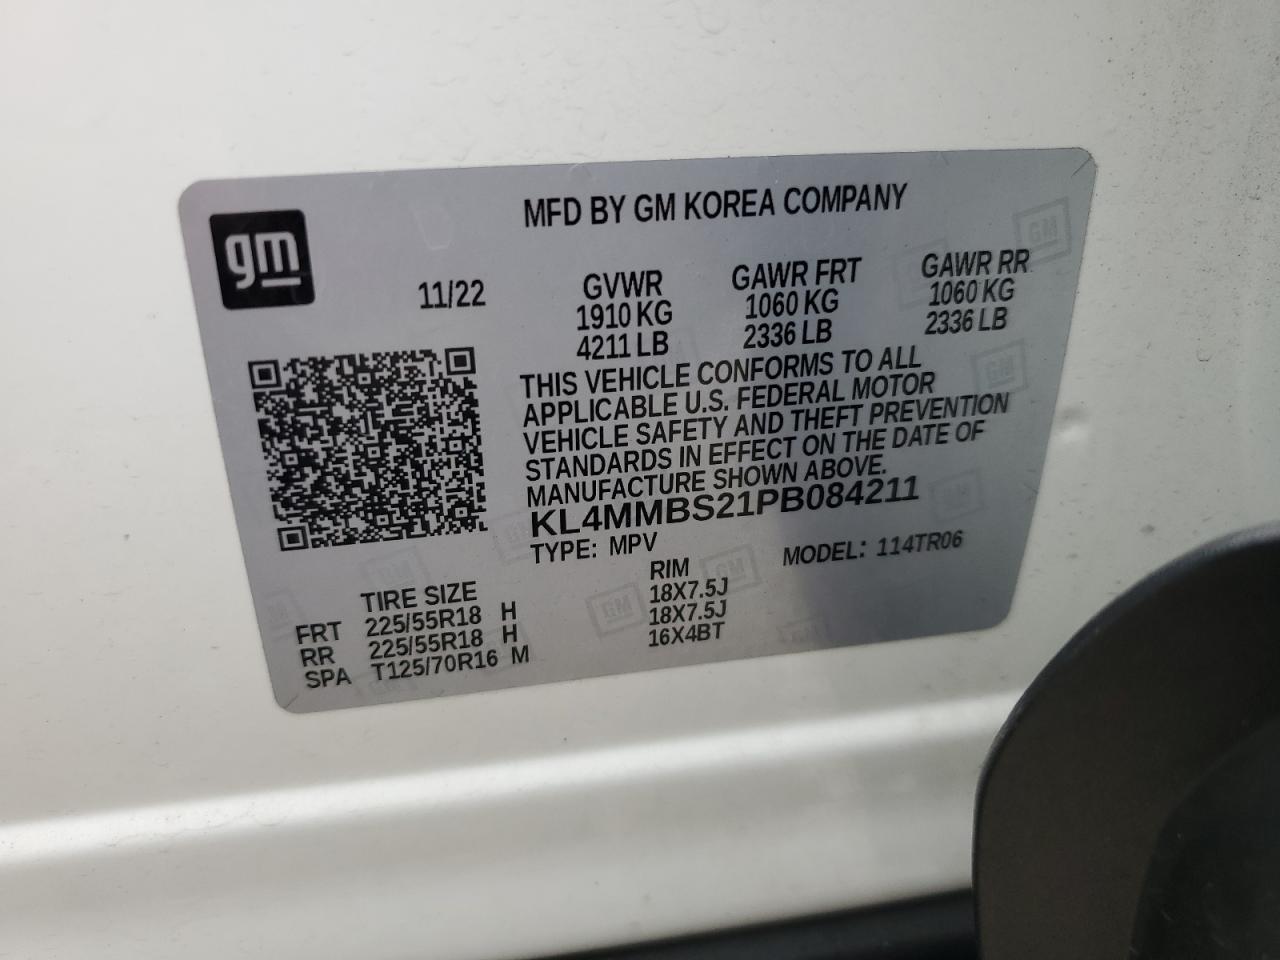 gm
MFD BY GM KOREA COMPANY
11/22
GVWR GAWR FRT GAWR RR
1910 KG 1060 KG 1060 KG
4211 LB 2336 LB 2336 LB
THIS VEHICLE CONFORMS TO ALL
APPLICABLE U.S. FEDERAL MOTOR
VEHICLE SAFETY AND THEFT PREVENTION
STANDARDS IN EFFECT ON THE DATE OF
MANUFACTURE SHOWN ABOVE.
KL4MMBS21PB084211
TYPE: MPV MODEL: 114TR06
TIRE SIZE RIM
FRT 225/55R18 H 18X7.5J
RR 225/55R18 H 18X7.5J
SPA T125/70R16 M 16X4BT